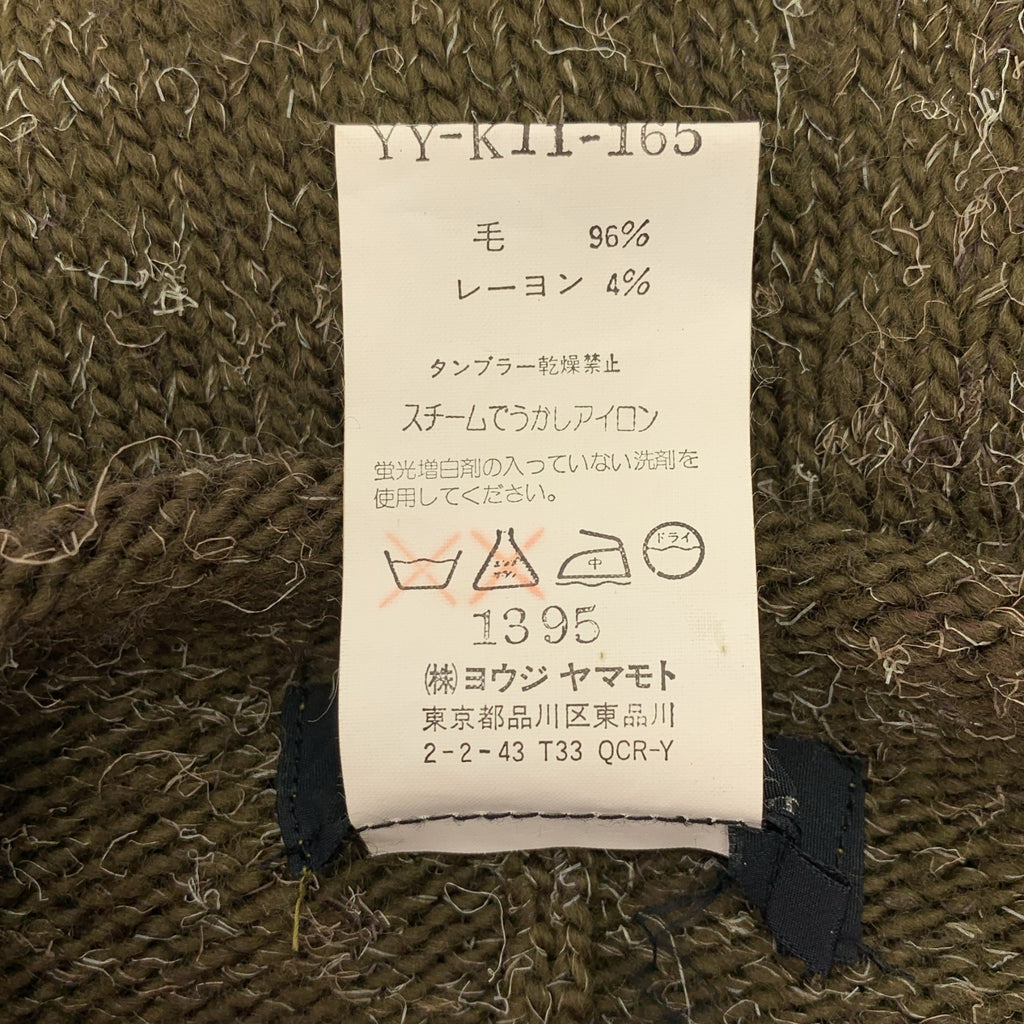 YY-K11-165
毛 96%
レーヨン 4%
タンブラー乾燥禁止
スチームでうかしアイロン
蛍光増白剤の入っていない洗剤を
使用してください。
中
ドライ
1395
㈱ヨウジ ヤマモト
東京都品川区東品川
2-2-43 T33 QCR-Y